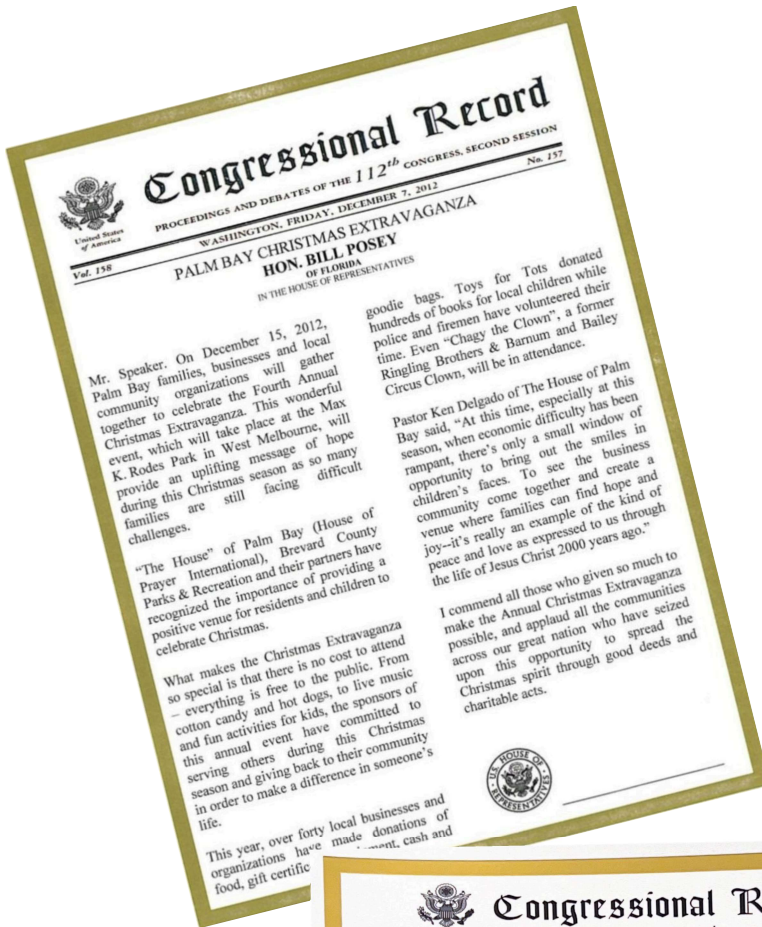 Congressional Record
PROCEEDINGS AND DEBATES OF THE 112th CONGRESS, SECOND SESSION
United States
of America
Vol. 158
WASHINGTON, FRIDAY, DECEMBER 7, 2012
No. 157
PALM BAY CHRISTMAS EXTRAVAGANZA
HON. BILL POSEY
OF FLORIDA
IN THE HOUSE OF REPRESENTATIVES
Mr. Speaker. On December 15, 2012,
Palm Bay families, businesses and local
community organizations will gather
together to celebrate the Fourth Annual
Christmas Extravaganza. This wonderful
event, which will take place at the Max
K. Rodes Park in West Melbourne, will
provide an uplifting message of hope
during this Christmas season as so many
families are still facing difficult
challenges.
"The House" of Palm Bay (House of
Prayer International), Brevard County
Parks & Recreation and their partners have
recognized the importance of providing a
positive venue for residents and children to
celebrate Christmas.
What makes the Christmas Extravaganza
so special is that there is no cost to attend
– everything is free to the public. From
cotton candy and hot dogs, to live music
and fun activities for kids, the sponsors of
this annual event have committed to
serving others during this Christmas
season and giving back to their community
in order to make a difference in someone's
life.
This year, over forty local businesses and
organizations have made donations of
food, gift cash and
goodie bags. Toys for Tots donated
hundreds of books for local children while
police and firemen have volunteered their
time. Even "Chagy the Clown", a former
Ringling Brothers & Barnum and Bailey
Circus Clown, will be in attendance.
Pastor Ken Delgado of The House of Palm
Bay said, "At this time, especially at this
season, when economic difficulty has been
rampant, there's only a small window of
opportunity to bring out the smiles in
children's faces. To see the business
community come together and create a
venue where families can find hope and
joy--it's really an example of the kind of
peace and love as expressed to us through
the life of Jesus Christ 2000 years ago."
I commend all those who given so much to
make the Annual Christmas Extravaganza
possible, and applaud all the communities
across our great nation who have seized
upon this opportunity to spread the
Christmas spirit through good deeds and
charitable acts.
U.S. HOUSE OF
REPRESENTATIVES
Congressional R